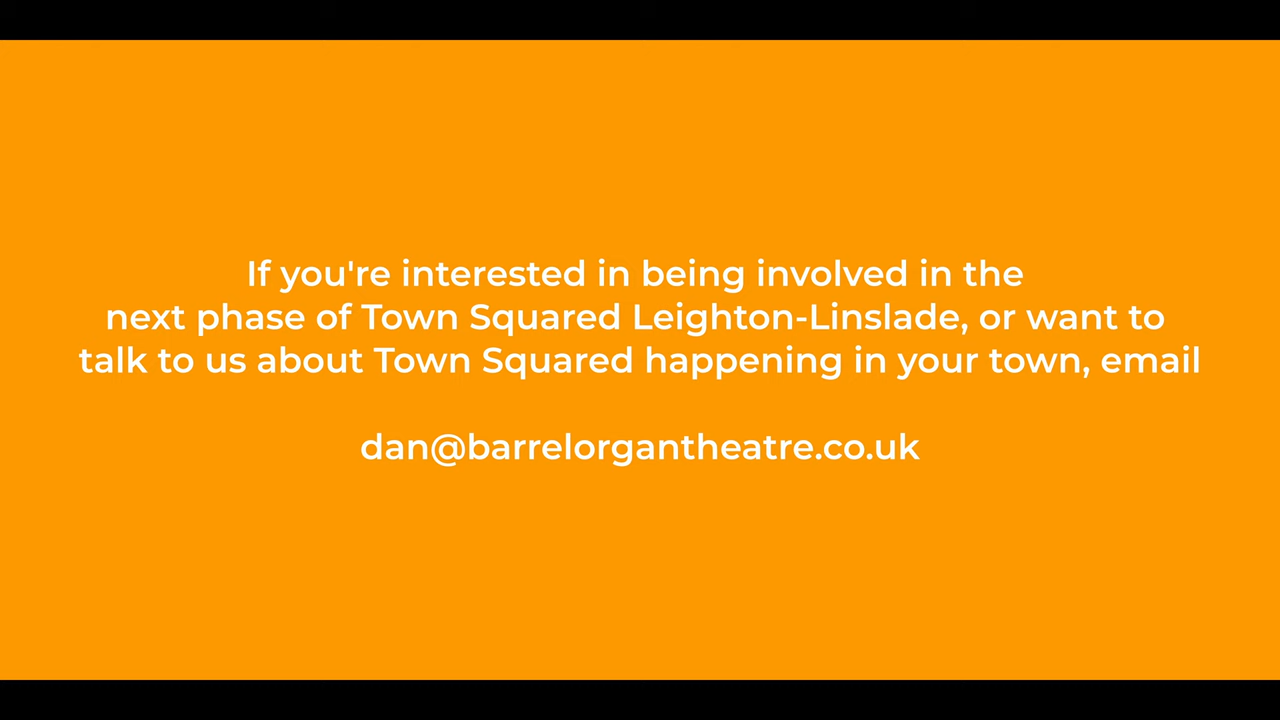 If you're interested in being involved in the
next phase of Town Squared Leighton-Linslade, or want to
talk to us about Town Squared happening in your town, email
dan@barrelorgantheatre.co.uk